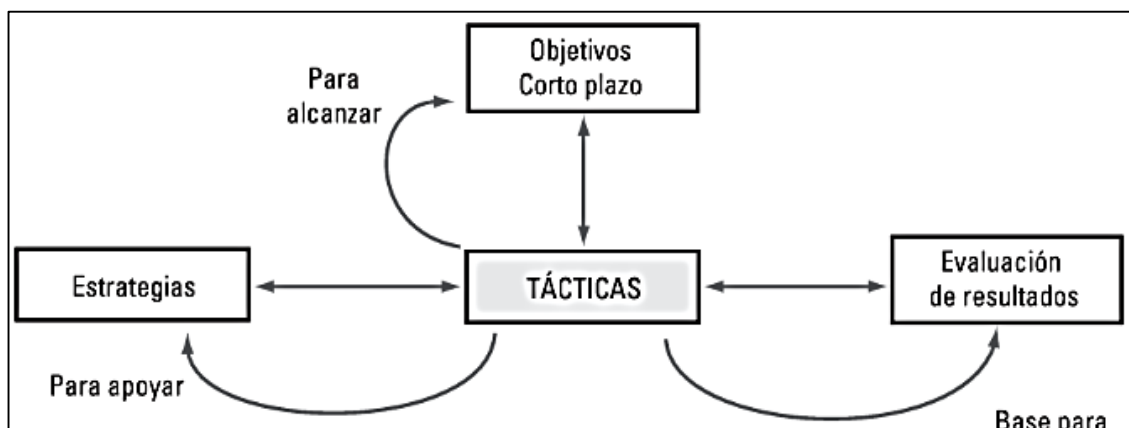 Objetivos
Corto plazo
Para
alcanzar
Estrategias
TÁCTICAS
Evaluación
de resultados
Para apoyar
Base para